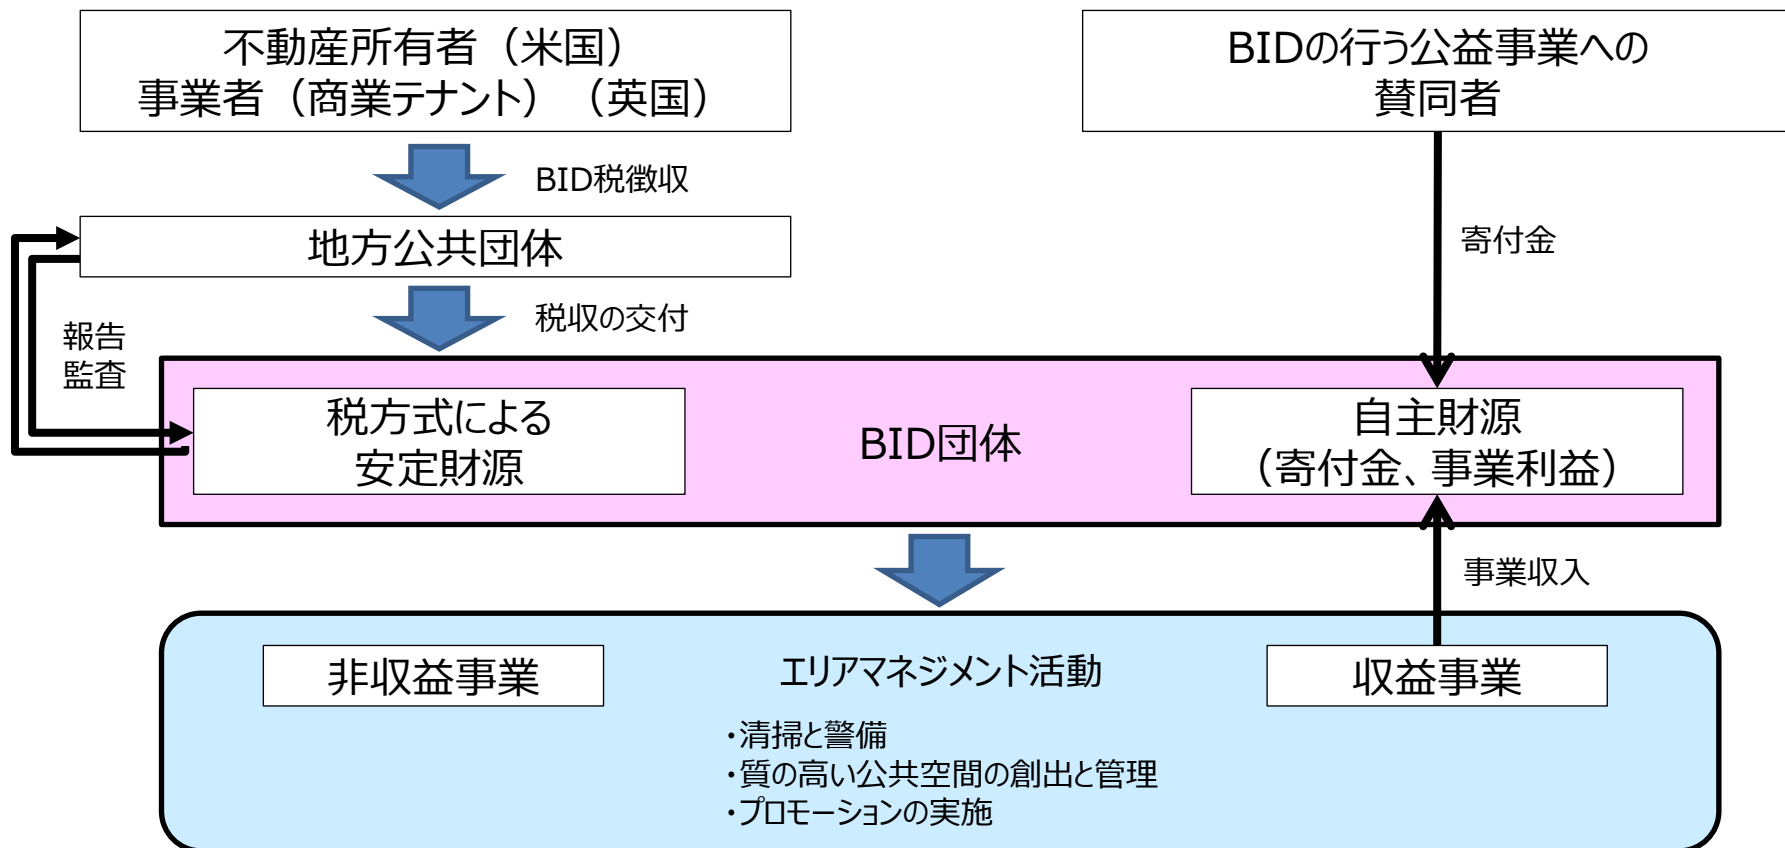 不動産所有者（米国）
事業者（商業テナント）（英国）
BIDの行う公益事業への
賛同者
BID税徴収
地方公共団体
寄付金
税収の交付
報告
監査
税方式による
安定財源
BID団体
自主財源
（寄付金、事業利益）
事業収入
非収益事業
エリアマネジメント活動
収益事業
・清掃と警備
・質の高い公共空間の創出と管理
・プロモーションの実施